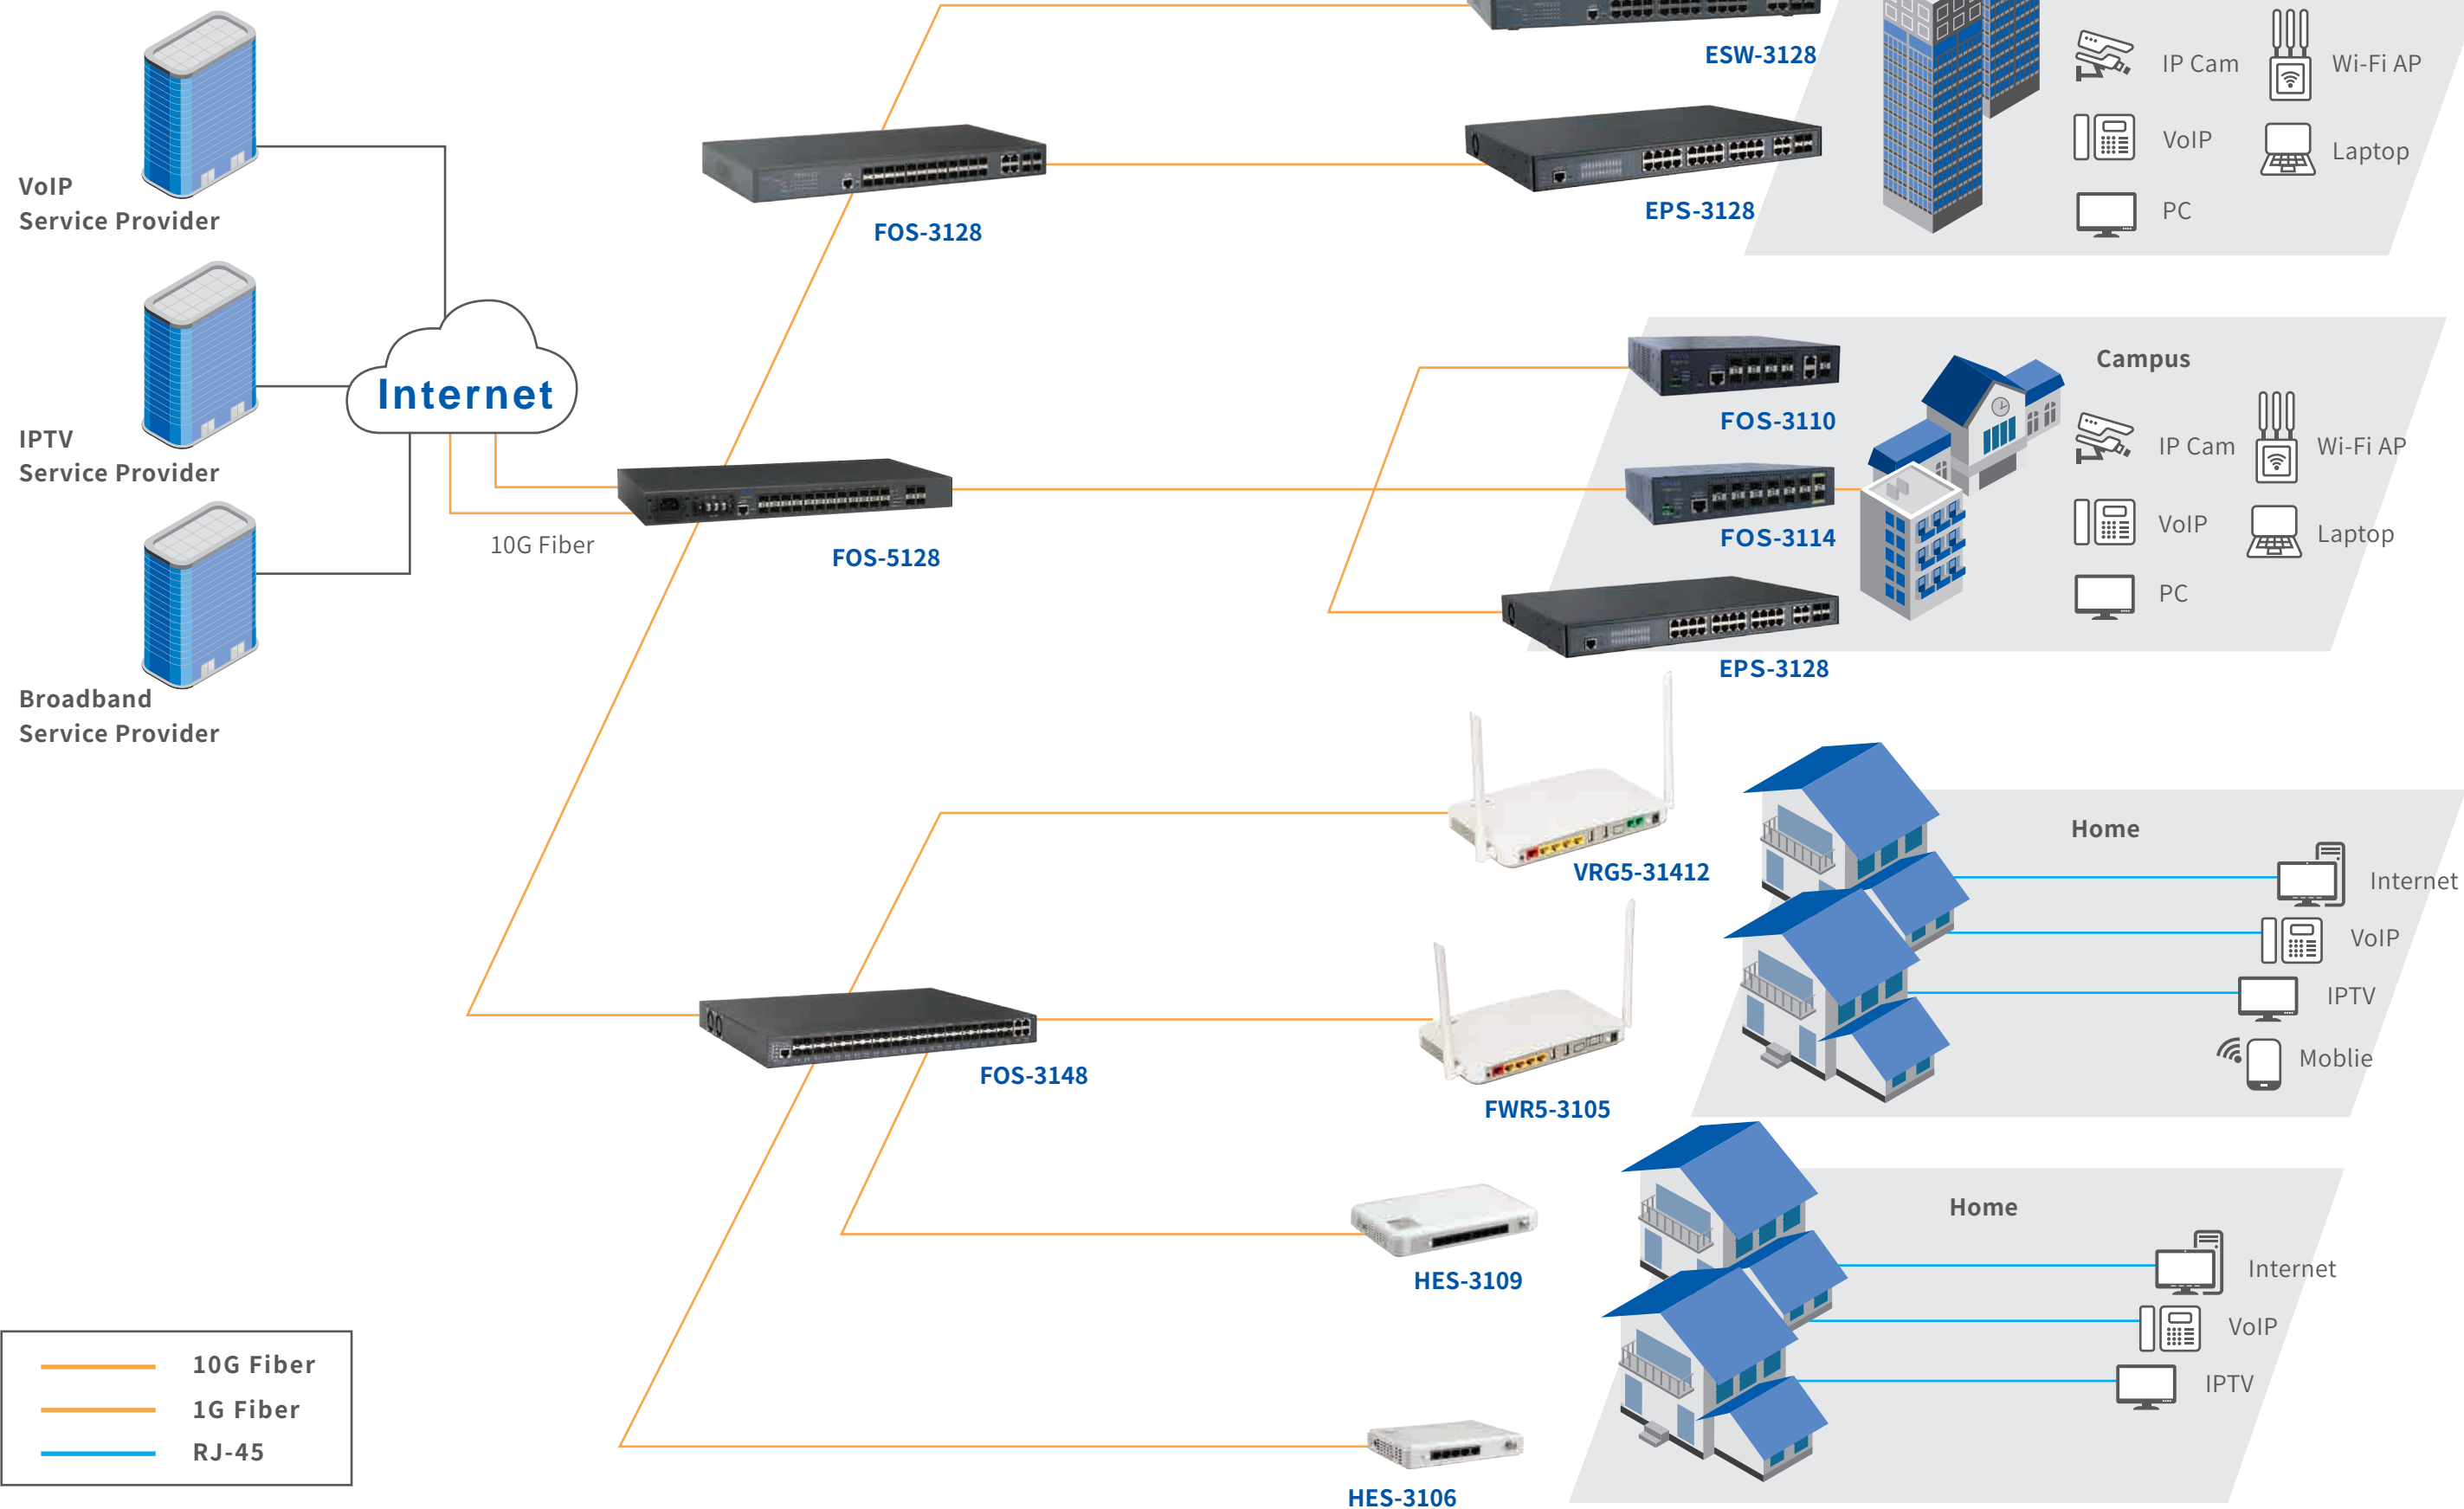 ESW-3128
IP Cam
Wi-Fi AP
VoIP
Laptop
PC
VoIP
Service Provider
FOS-3128
EPS-3128
Internet
IPTV
Service Provider
10G Fiber
FOS-5128
Campus
FOS-3110
IP Cam
Wi-Fi AP
FOS-3114
VoIP
Laptop
PC
EPS-3128
Broadband
Service Provider
VRG5-31412
Home
Internet
VoIP
IPTV
Moblie
FOS-3148
FWR5-3105
Home
HES-3109
Internet
VoIP
IPTV
HES-3106
10G Fiber
1G Fiber
RJ-45